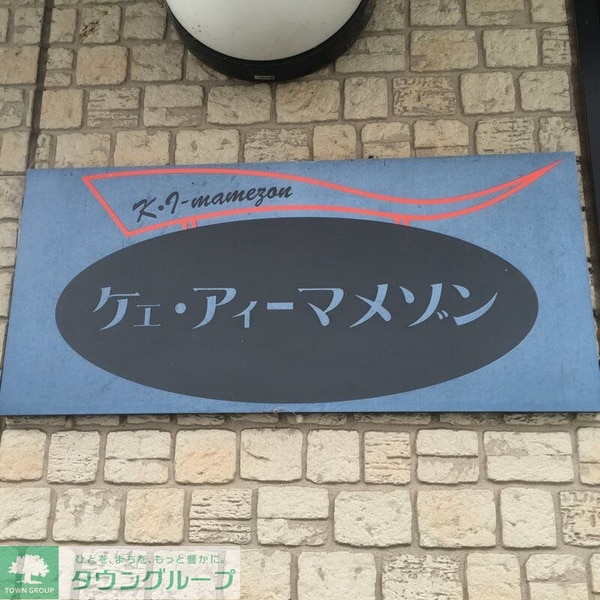 K・I-mamezon
ケェ・アィーマメゾン
ひとを、まちを、もっと豊かに。
タウングループ
TOWN GROUP